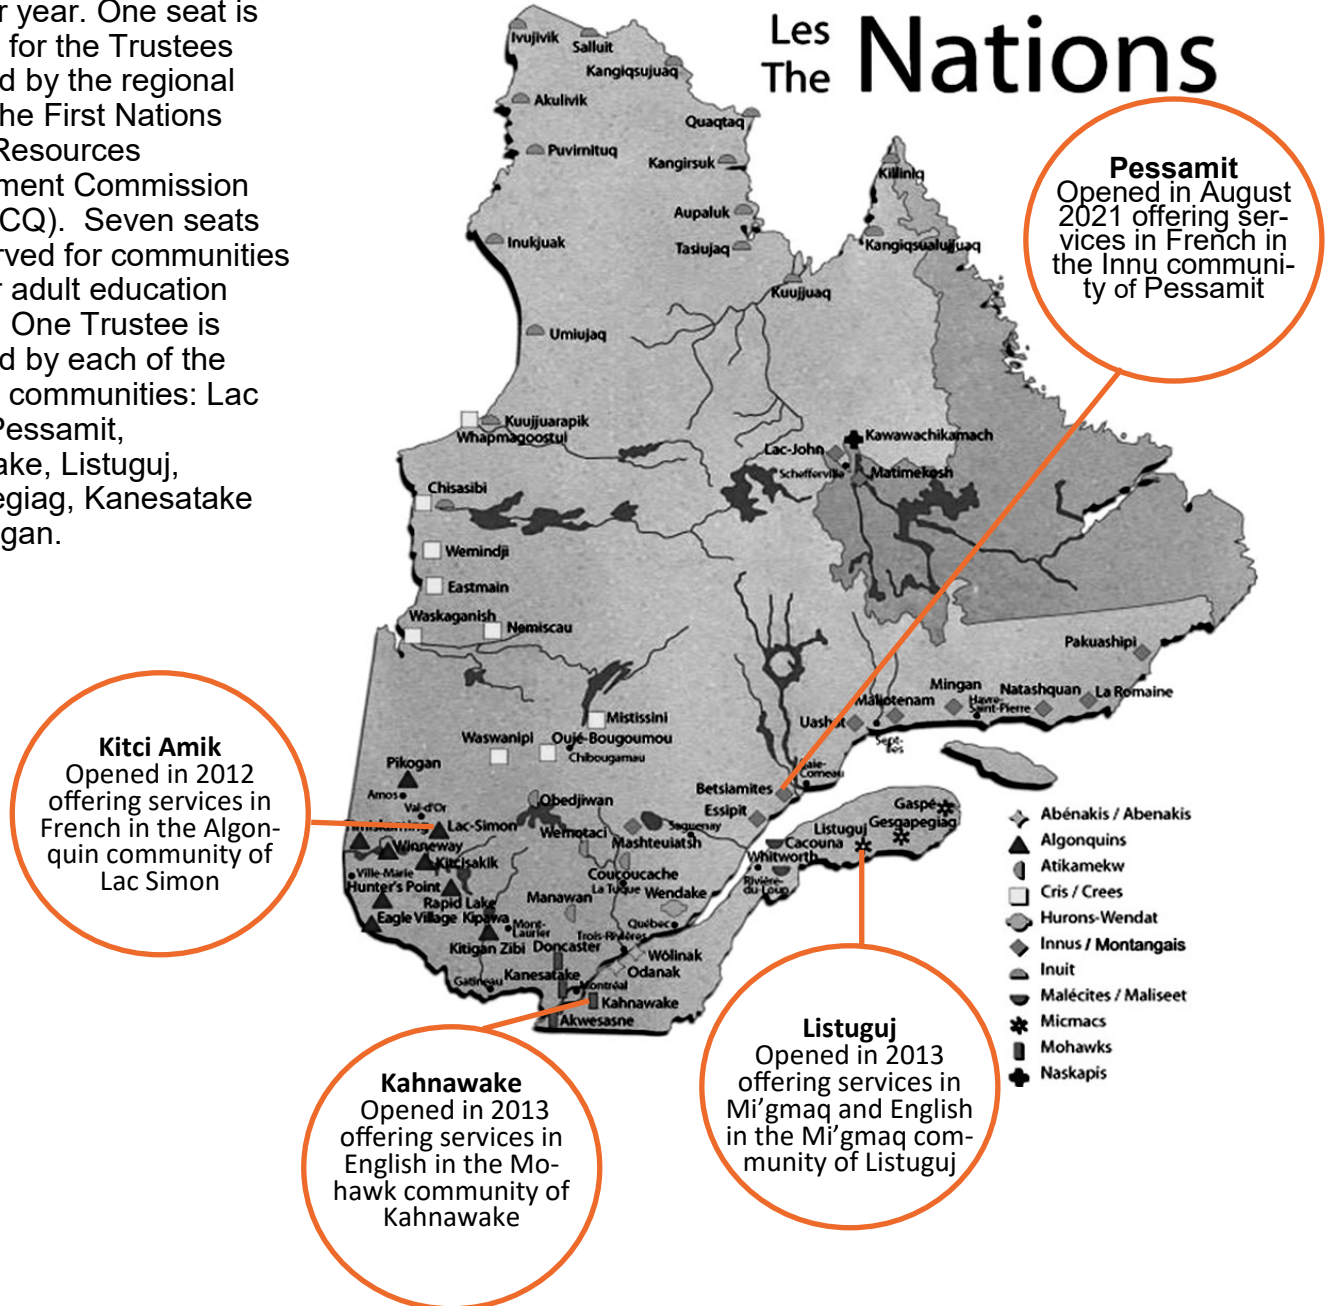 r year. One seat is
for the Trustees
d by the regional
he First Nations
Resources
ment Commission
CQ). Seven seats
rved for communities
r adult education
. One Trustee is
d by each of the
communities: Lac
Pessamit,
ake, Listuguj,
egiag, Kanesatake
gan.
Les
The
Nations
Ivujivik
Salluit
Kangiqsujuaq
Akulivik
Quaqtaq
Puvirnituq
Kangirsuk
Killiniq
Aupaluk
Inukjuak
Tasiujaq
Kangiqsualujjuaq
Kuujjuaq
Umiujaq
Kuujjuarapik
Whapmagoostui
Kawawachikamach
Lac-John
Schefferville
Matimekosh
Chisasibi
Wemindji
Eastmain
Waskaganish
Nemiscau
Pakuashipi
Mingan
Natashquan
La Romaine
Maliotenam
Havre-
Saint-Pierre
Uashat
Sept-
Îles
Mistissini
Waswanipi
Oujé-Bougoumou
Chibougamau
Pikogan
Amos
Val-d'Or
Comeau
Betsiamites
Essipit
Obedjiwan
Lac-Simon
Wemotaci
Saguenay
Mashteuiatsh
Winneway
Kitcisakik
Ville-Marie
Hunter's Point
Coucoucache
La Tuque
Wendake
Manawan
Rapid Lake
Eagle Village Kipawa
Mont-
Laurier
Québec
Trois-Rivières
Kitigan Zibi
Doncaster
Wôlinak
Odanak
Gatineau
Kanesatake
Montréal
Kahnawake
Akwesasne
Gaspé
Gesgapegiag
Listuguj
Cacouna
Whitworth
Rivière-
du-Loup
Pessamit
Opened in August
2021 offering ser-
vices in French in
the Innu communi-
ty of Pessamit
Kitci Amik
Opened in 2012
offering services in
French in the Algon-
quin community of
Lac Simon
Kahnawake
Opened in 2013
offering services in
English in the Mo-
hawk community of
Kahnawake
Listuguj
Opened in 2013
offering services in
Mi'gmaq and English
in the Mi'gmaq com-
munity of Listuguj
Abénakis / Abenakis
Algonquins
Atikamekw
Cris / Crees
Hurons-Wendat
Innus / Montangais
Inuit
Malécites / Maliseet
Micmacs
Mohawks
Naskapis